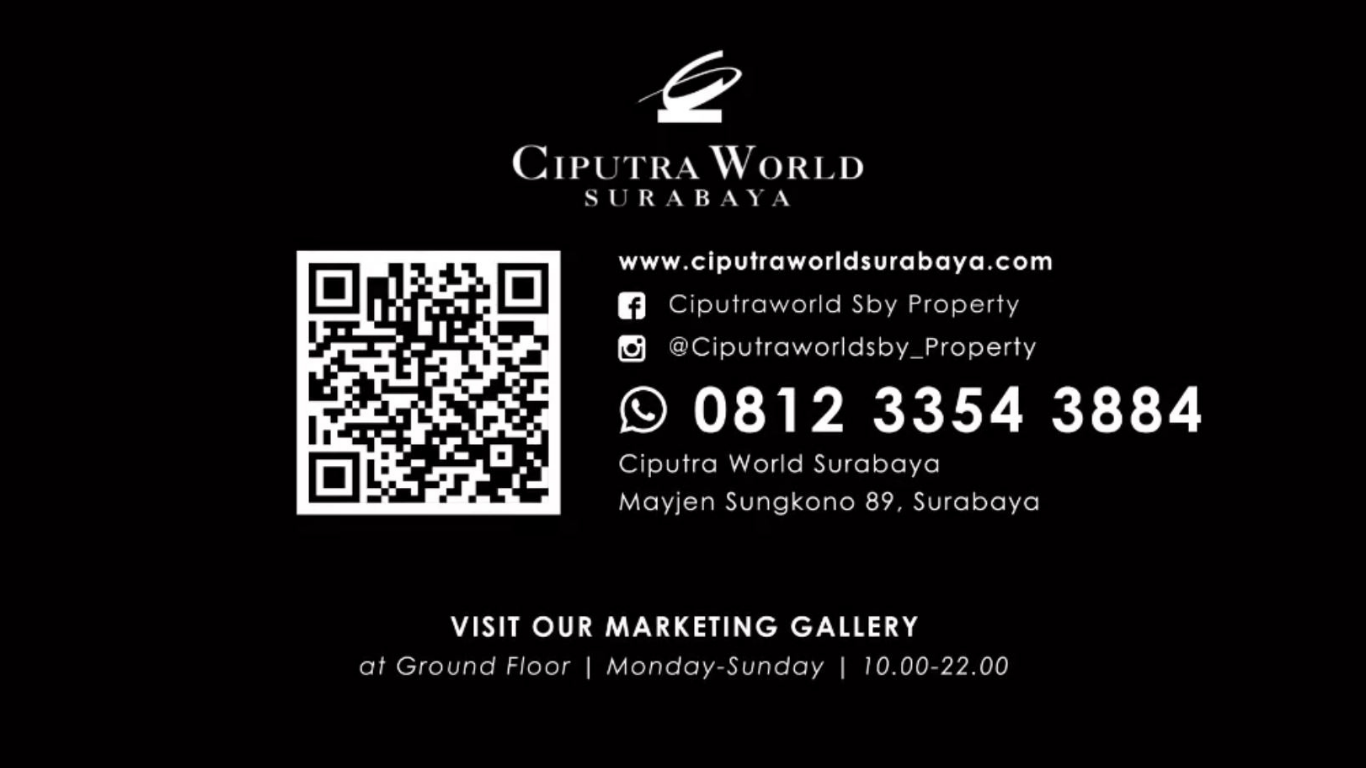 CIPUTRA WORLD
SURABAYA
www.ciputraworldsurabaya.com
Ciputraworld Sby Property
@Ciputraworldsby_Property
0812 3354 3884
Ciputra World Surabaya
Mayjen Sungkono 89, Surabaya
VISIT OUR MARKETING GALLERY
at Ground Floor | Monday-Sunday | 10.00-22.00